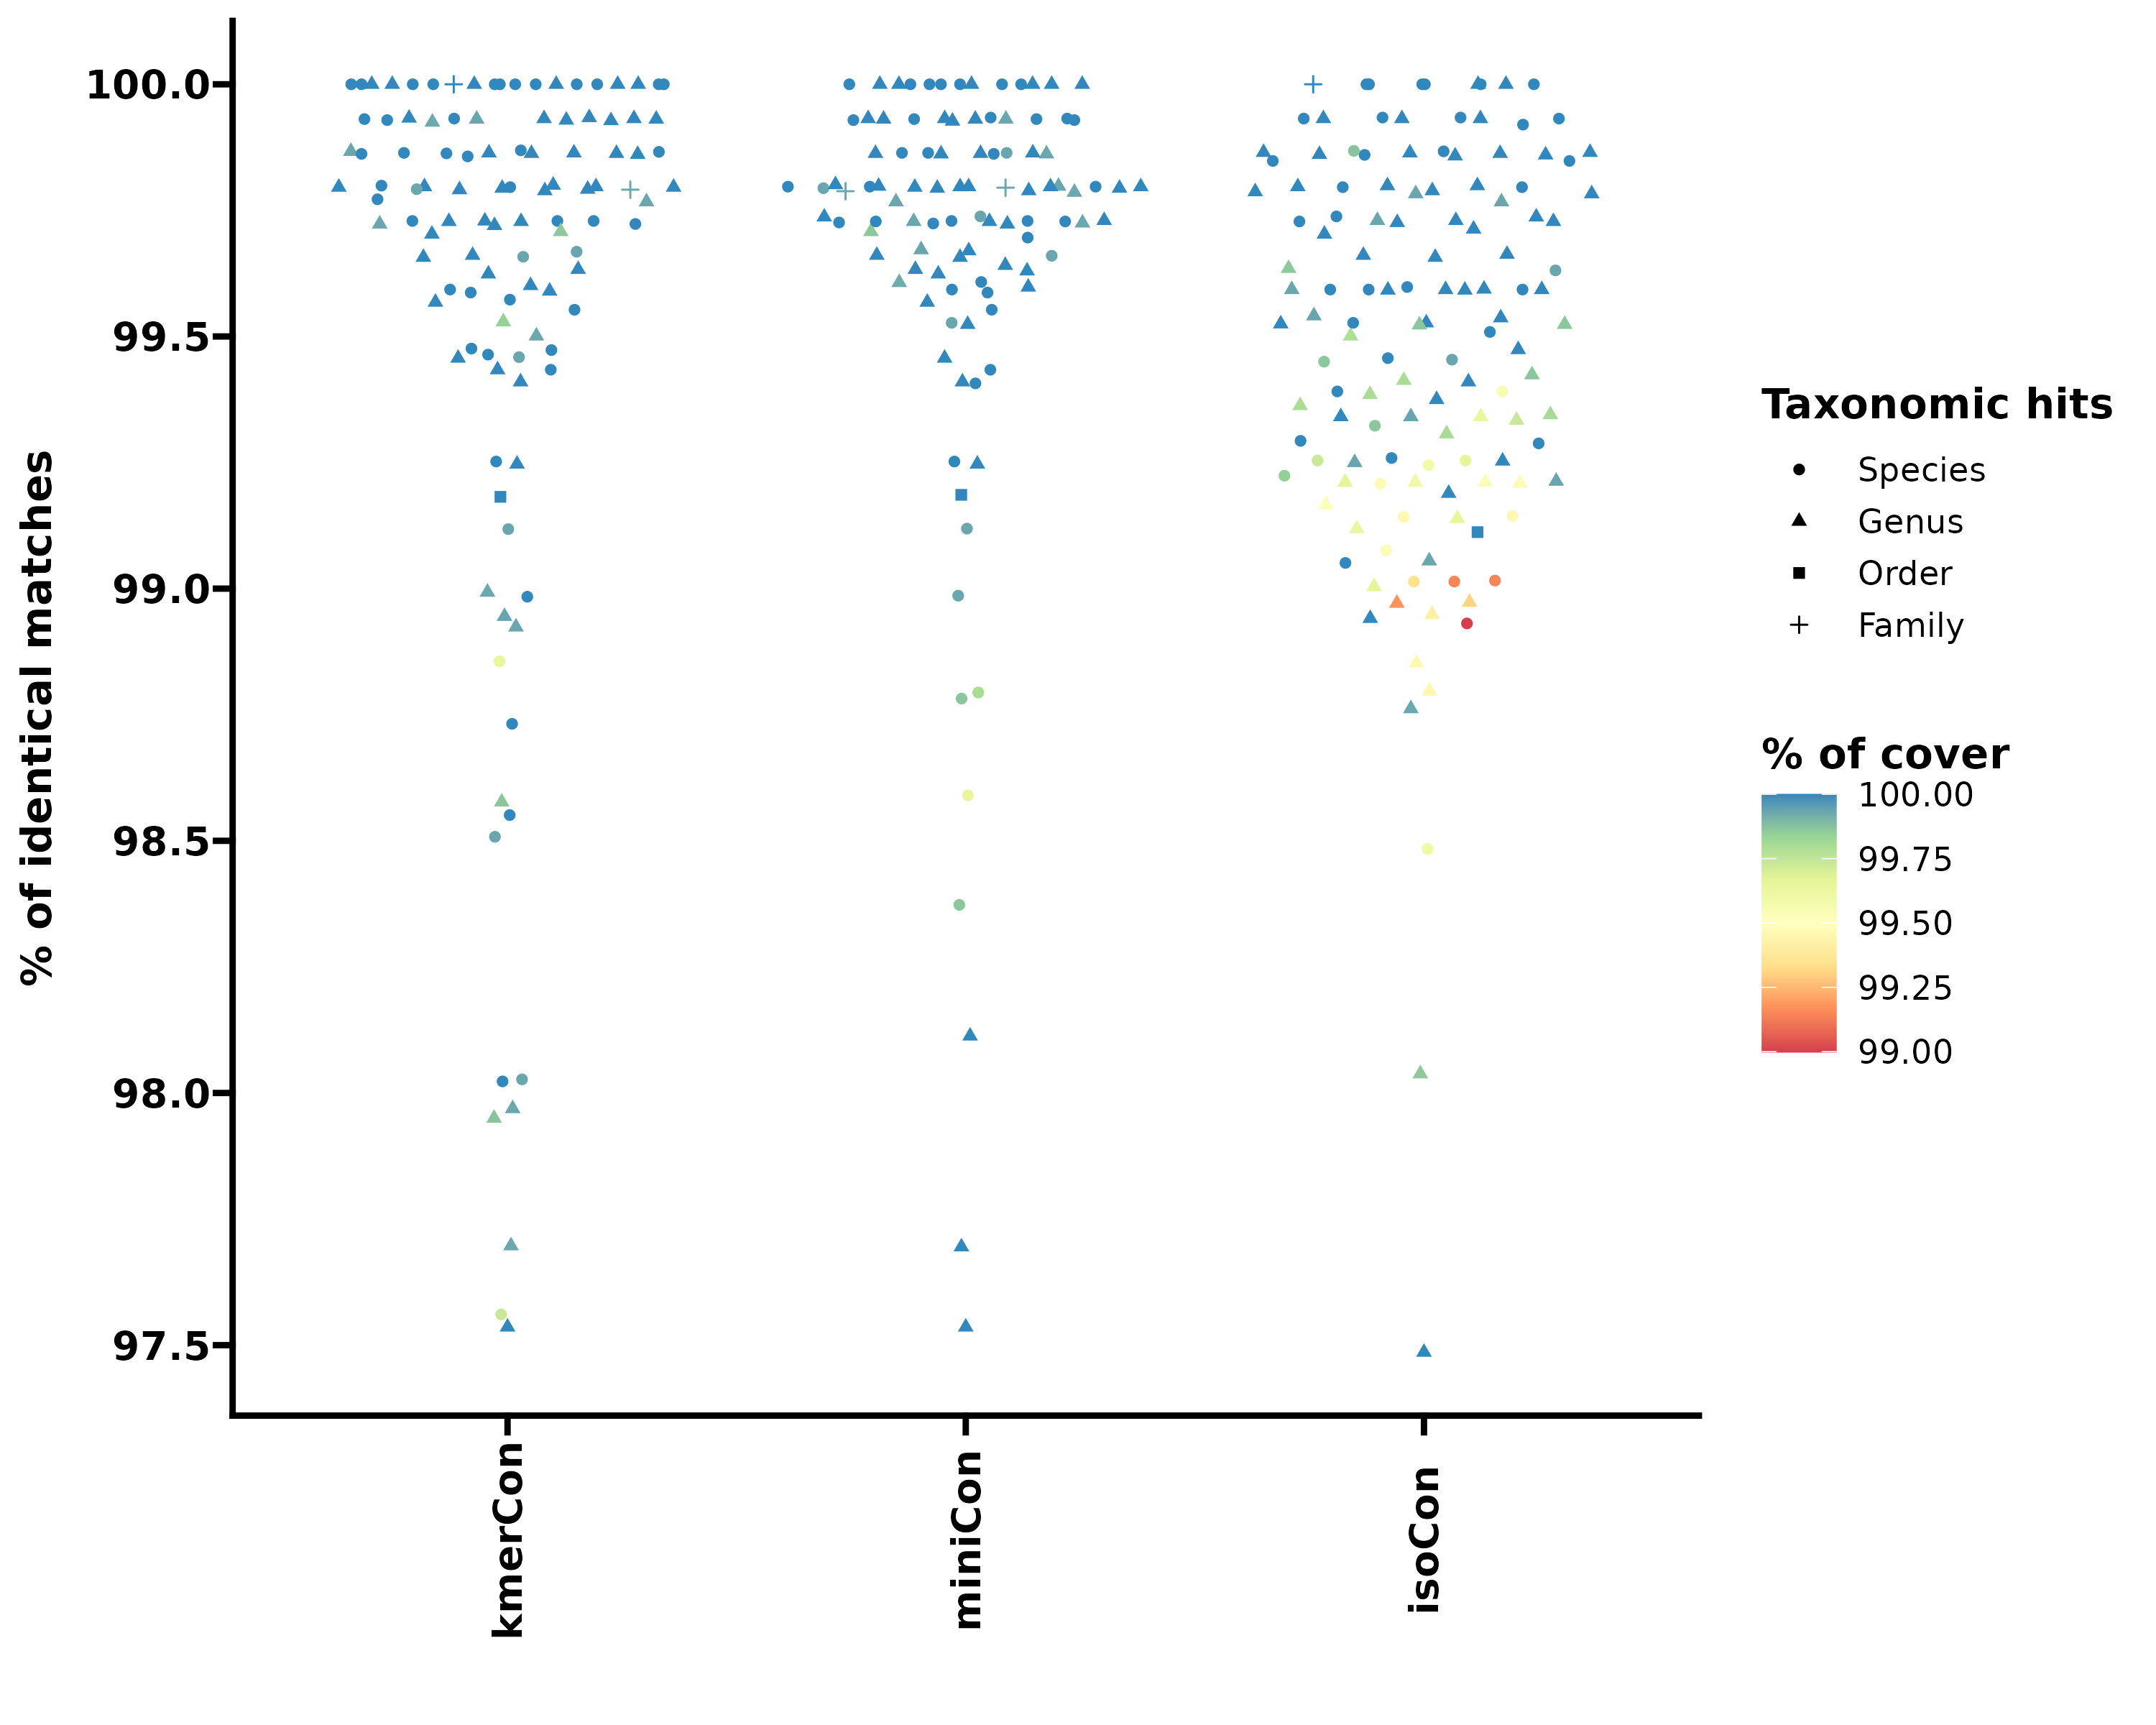 % of identical matches
100.0
99.5
99.0
98.5
98.0
97.5
kmerCon
miniCon
isoCon
Taxonomic hits
Species
Genus
Order
Family
% of cover
100.00
99.75
99.50
99.25
99.00